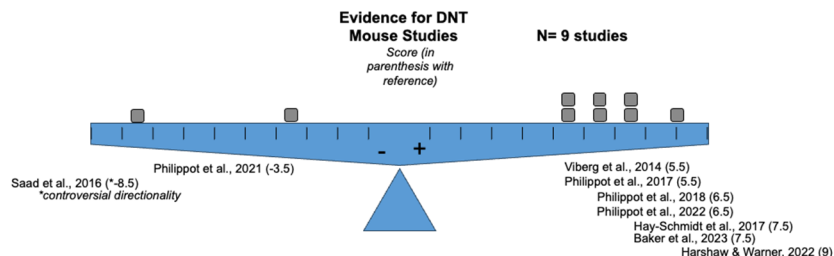 Evidence for DNT
Mouse Studies
N= 9 studies
Score (in
parenthesis with
reference)
- +
Philippot et al., 2021 (-3.5)
Saad et al., 2016 (*-8.5)
*controversial directionality
Viberg et al., 2014 (5.5)
Philippot et al., 2017 (5.5)
Philippot et al., 2018 (6.5)
Philippot et al., 2022 (6.5)
Hay-Schmidt et al., 2017 (7.5)
Baker et al., 2023 (7.5)
Harshaw & Warner, 2022 (9)